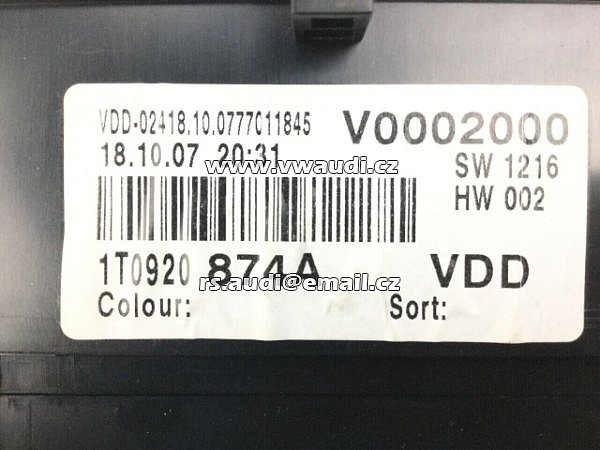 VDD-02418.10.0777011845 V0002000
18.10.07 20:31 SW 1216
www.vwaudi.cz
HW 002
1T0920 874A VDD
rs.audi@email.cz
Colour: Sort: